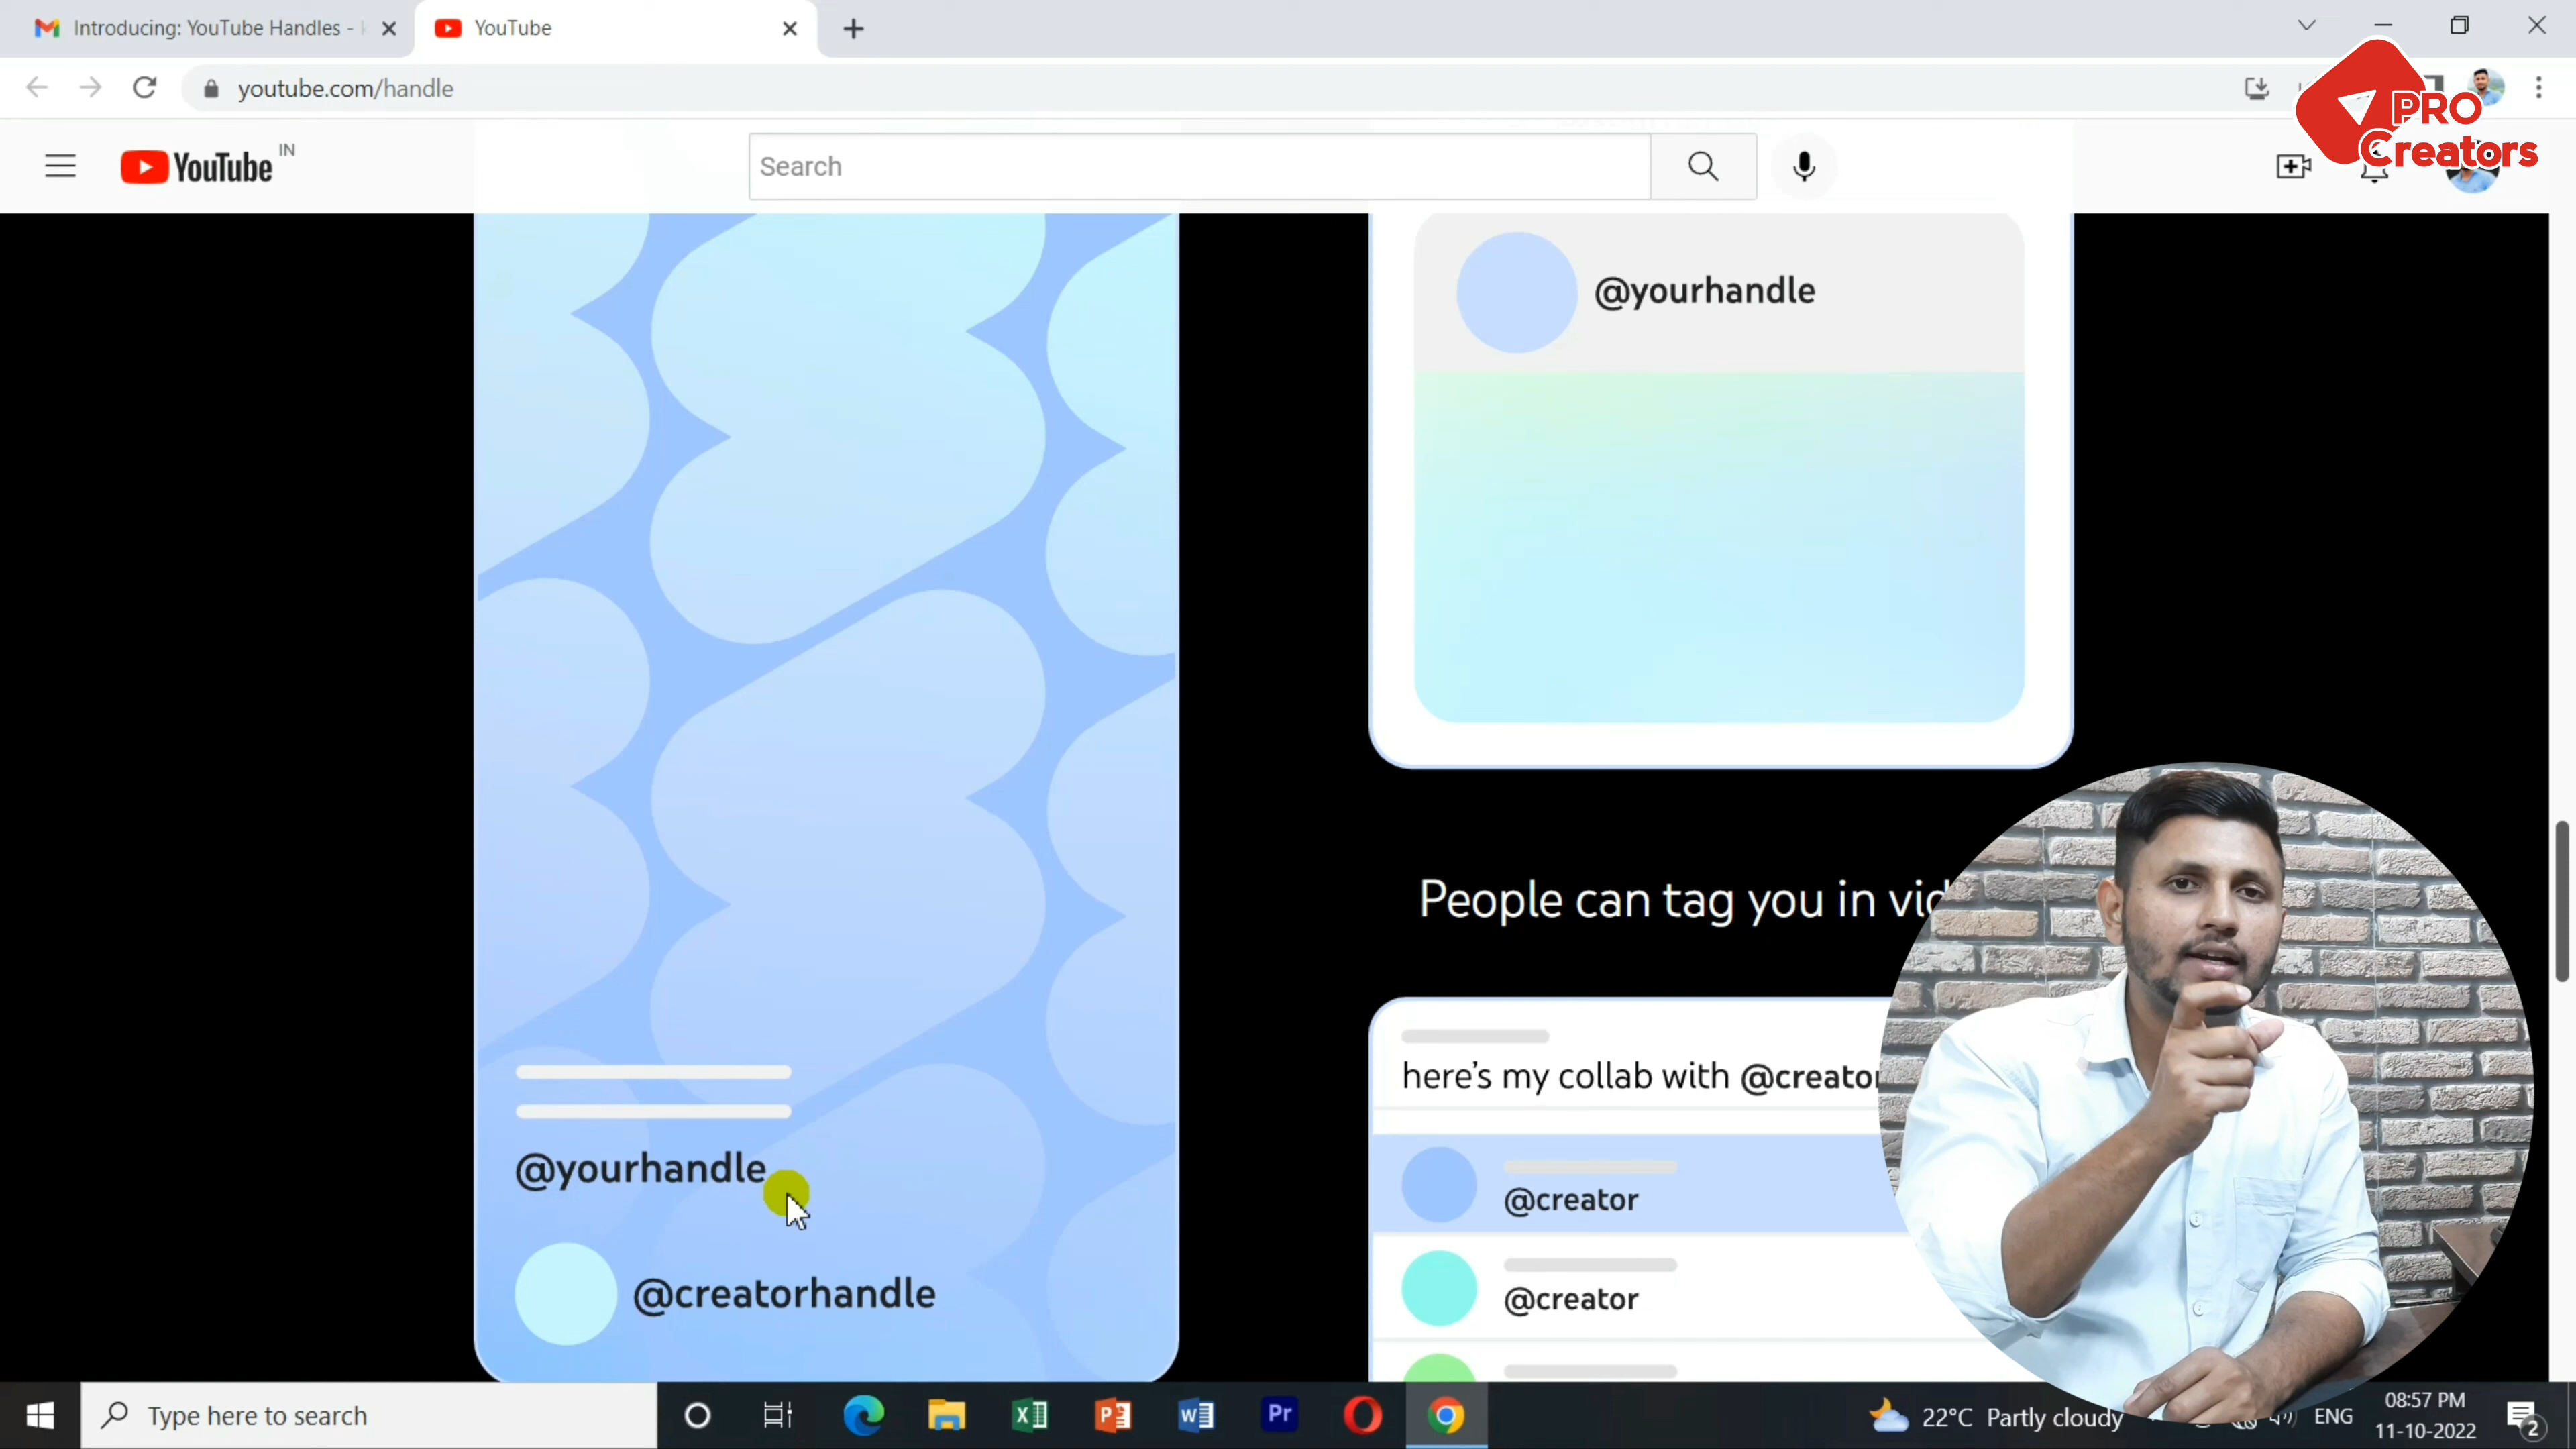 Introducing: YouTube Handles -
YouTube
youtube.com/handle
PRO
Creators
YouTube
IN
Search
@yourhandle
People can tag you in
here's my collab with
@creator
@creator
@yourhandle
@creatorhandle
Type here to search
Pr
22°C Partly cloudy
ENG
08:57 PM
11-10-2022
2